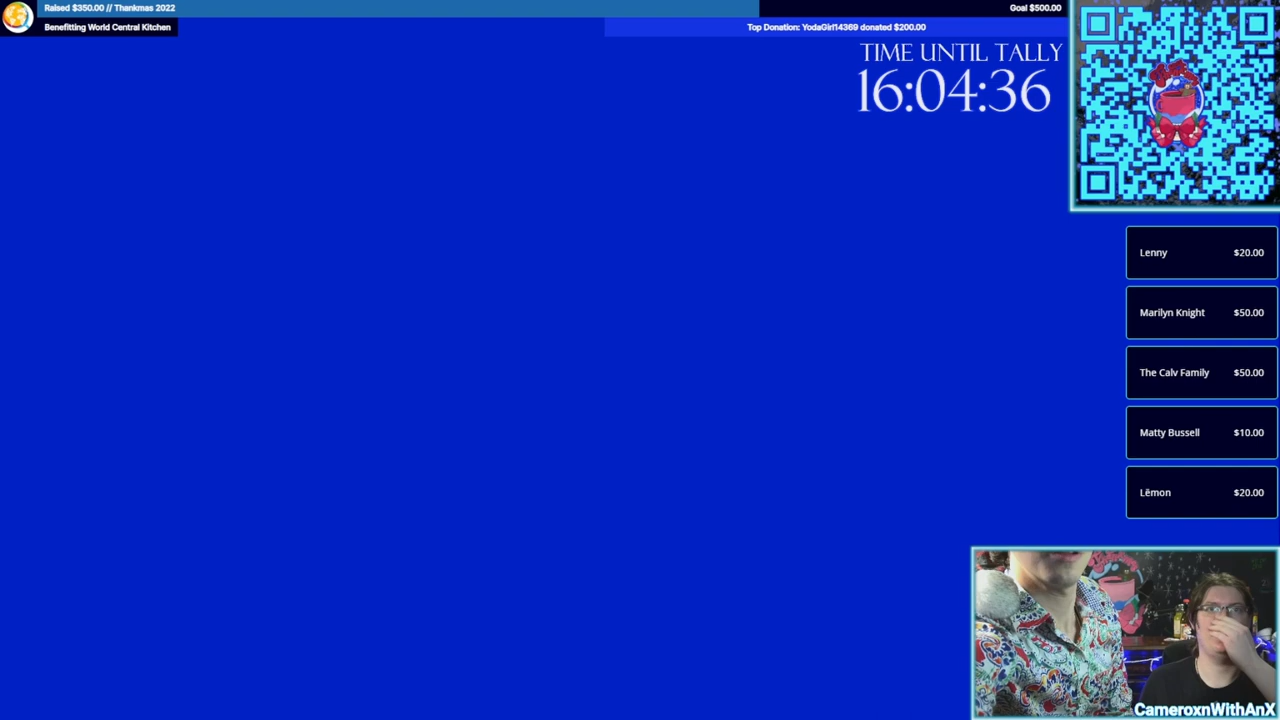 Raised $350.00 // Thankmas 2022
Goal $500.00
Benefitting World Central Kitchen
Top Donation: YodaGirl14369 donated $200.00
TIME UNTIL TALLY
16:04:36
Lenny $20.00
Marilyn Knight $50.00
The Calv Family $50.00
Matty Bussell $10.00
Lēmon $20.00
CameroxnWithAnX